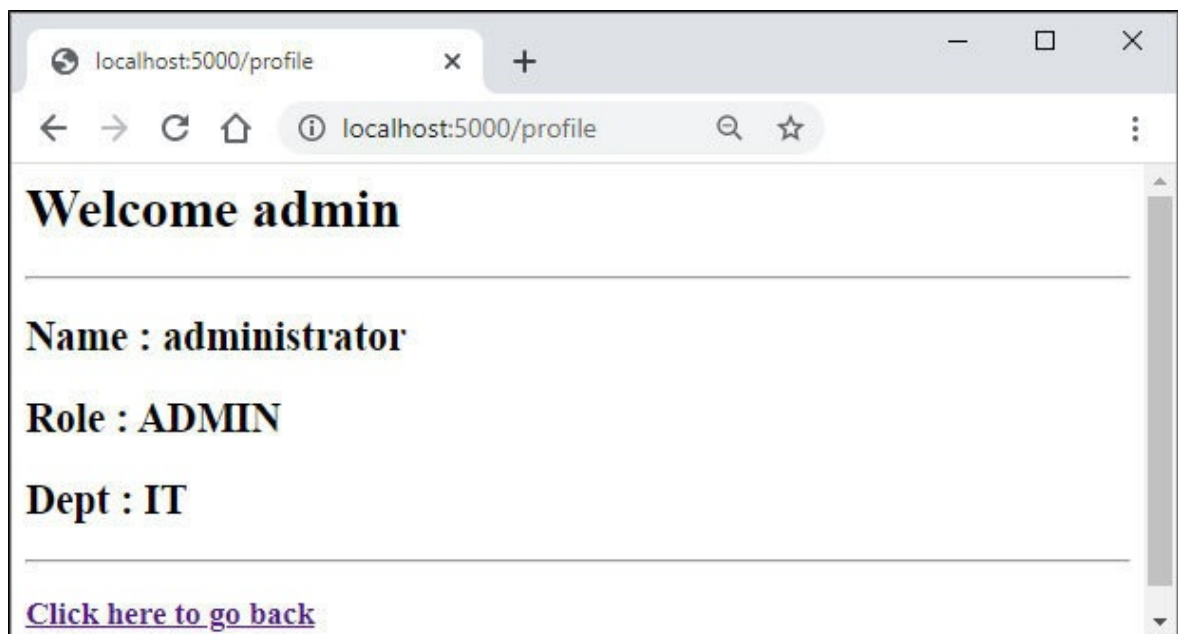 localhost:5000/profile
localhost:5000/profile
Welcome admin
Name : administrator
Role : ADMIN
Dept : IT
Click here to go back